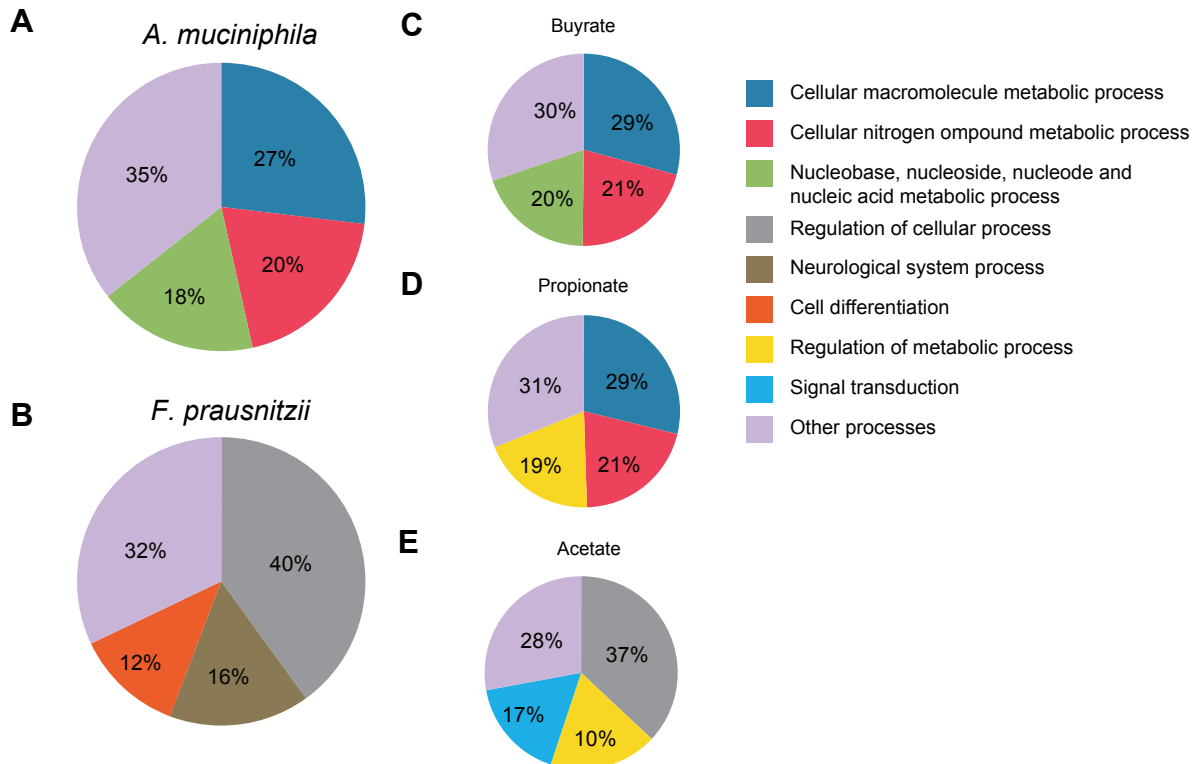 A
A. muciniphila
35%
27%
20%
18%
B
F. prausnitzii
32%
40%
12%
16%
C
Buyrate
30%
29%
20%
21%
D
Propionate
31%
29%
19%
21%
E
Acetate
28%
37%
17%
10%
Cellular macromolecule metabolic process
Cellular nitrogen ompound metabolic process
Nucleobase, nucleoside, nucleode and
nucleic acid metabolic process
Regulation of cellular process
Neurological system process
Cell differentiation
Regulation of metabolic process
Signal transduction
Other processes